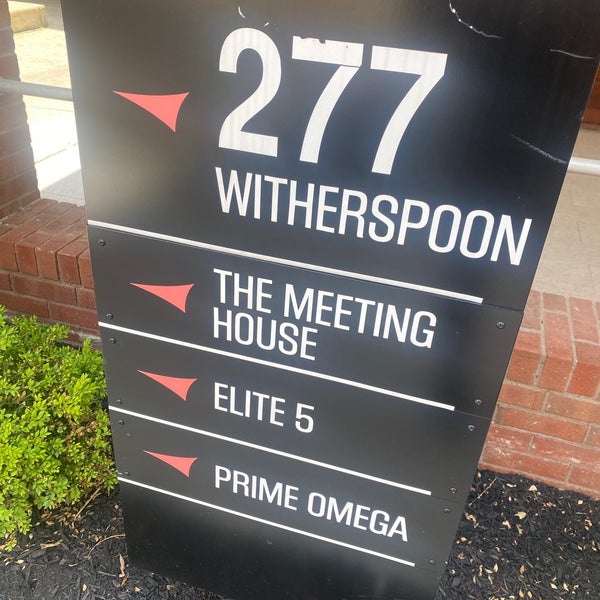 277
WITHERSPOON
THE MEETING
HOUSE
ELITE 5
PRIME OMEGA